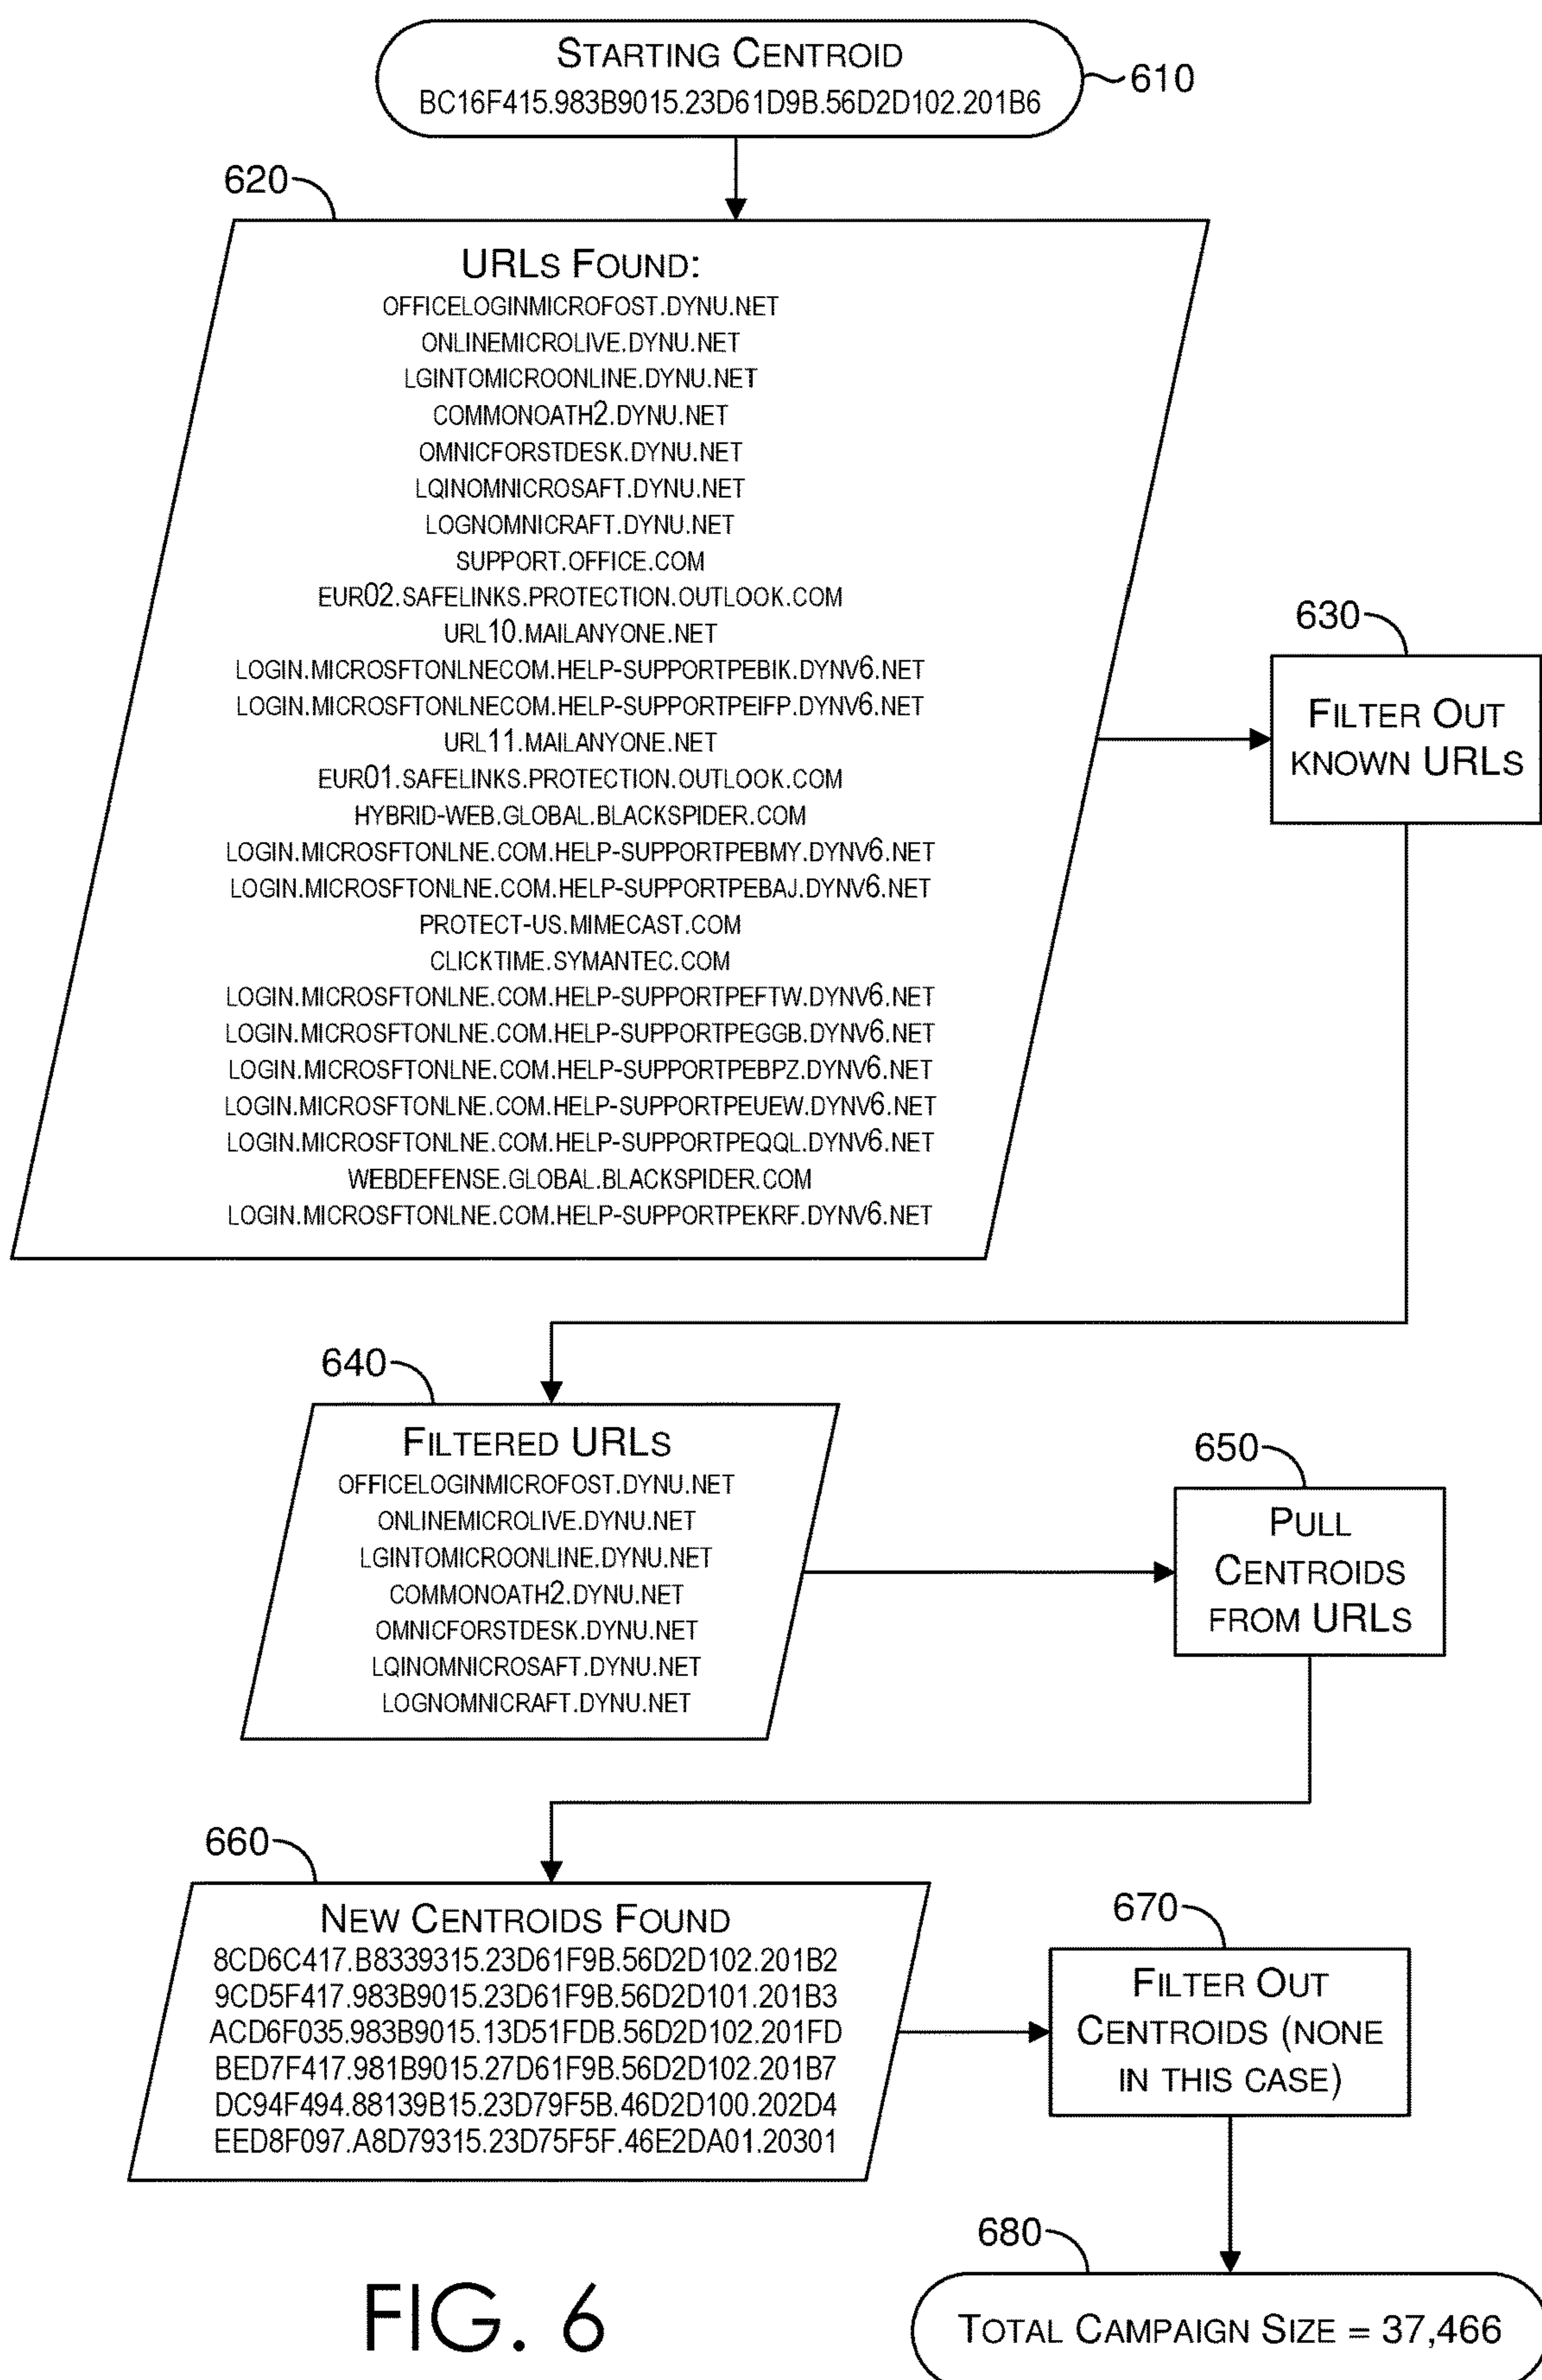 STARTING CENTROID
BC16F415.983B9015.23D61D9B.56D2D102.201B6
610
620
URLS FOUND:
OFFICELOGINMICROFOST.DYNU.NET
ONLINEMICROLIVE.DYNU.NET
LGINTOMICROONLINE.DYNU.NET
COMMONOATH2.DYNU.NET
OMNICFORSTDESK.DYNU.NET
LQINOMNICROSAFT.DYNU.NET
LOGNOMNICRAFT.DYNU.NET
SUPPORT.OFFICE.COM
EUR02.SAFELINKS.PROTECTION.OUTLOOK.COM
URL10.MAILANYONE.NET
LOGIN.MICROSFTONLNECOM.HELP-SUPPORTPEBIK.DYNV6.NET
LOGIN.MICROSFTONLNECOM.HELP-SUPPORTPEIFP.DYNV6.NET
URL11.MAILANYONE.NET
EUR01.SAFELINKS.PROTECTION.OUTLOOK.COM
HYBRID-WEB.GLOBAL.BLACKSPIDER.COM
LOGIN.MICROSFTONLNE.COM.HELP-SUPPORTPEBMY.DYNV6.NET
LOGIN.MICROSFTONLNE.COM.HELP-SUPPORTPEBAJ.DYNV6.NET
PROTECT-US.MIMECAST.COM
CLICKTIME.SYMANTEC.COM
LOGIN.MICROSFTONLNE.COM.HELP-SUPPORTPEFTW.DYNV6.NET
LOGIN.MICROSFTONLNE.COM.HELP-SUPPORTPEGGB.DYNV6.NET
LOGIN.MICROSFTONLNE.COM.HELP-SUPPORTPEBPZ.DYNV6.NET
LOGIN.MICROSFTONLNE.COM.HELP-SUPPORTPEUEW.DYNV6.NET
LOGIN.MICROSFTONLNE.COM.HELP-SUPPORTPEQQL.DYNV6.NET
WEBDEFENSE.GLOBAL.BLACKSPIDER.COM
LOGIN.MICROSFTONLNE.COM.HELP-SUPPORTPEKRF.DYNV6.NET
630
FILTER OUT
KNOWN URLS
640
FILTERED URLS
OFFICELOGINMICROFOST.DYNU.NET
ONLINEMICROLIVE.DYNU.NET
LGINTOMICROONLINE.DYNU.NET
COMMONOATH2.DYNU.NET
OMNICFORSTDESK.DYNU.NET
LQINOMNICROSAFT.DYNU.NET
LOGNOMNICRAFT.DYNU.NET
650
PULL
CENTROIDS
FROM URLS
660
NEW CENTROIDS FOUND
8CD6C417.B8339315.23D61F9B.56D2D102.201B2
9CD5F417.983B9015.23D61F9B.56D2D101.201B3
ACD6F035.983B9015.13D51FDB.56D2D102.201FD
BED7F417.981B9015.27D61F9B.56D2D102.201B7
DC94F494.88139B15.23D79F5B.46D2D100.202D4
EED8F097.A8D79315.23D75F5F.46E2DA01.20301
670
FILTER OUT
CENTROIDS (NONE
IN THIS CASE)
680
TOTAL CAMPAIGN SIZE = 37,466
FIG. 6